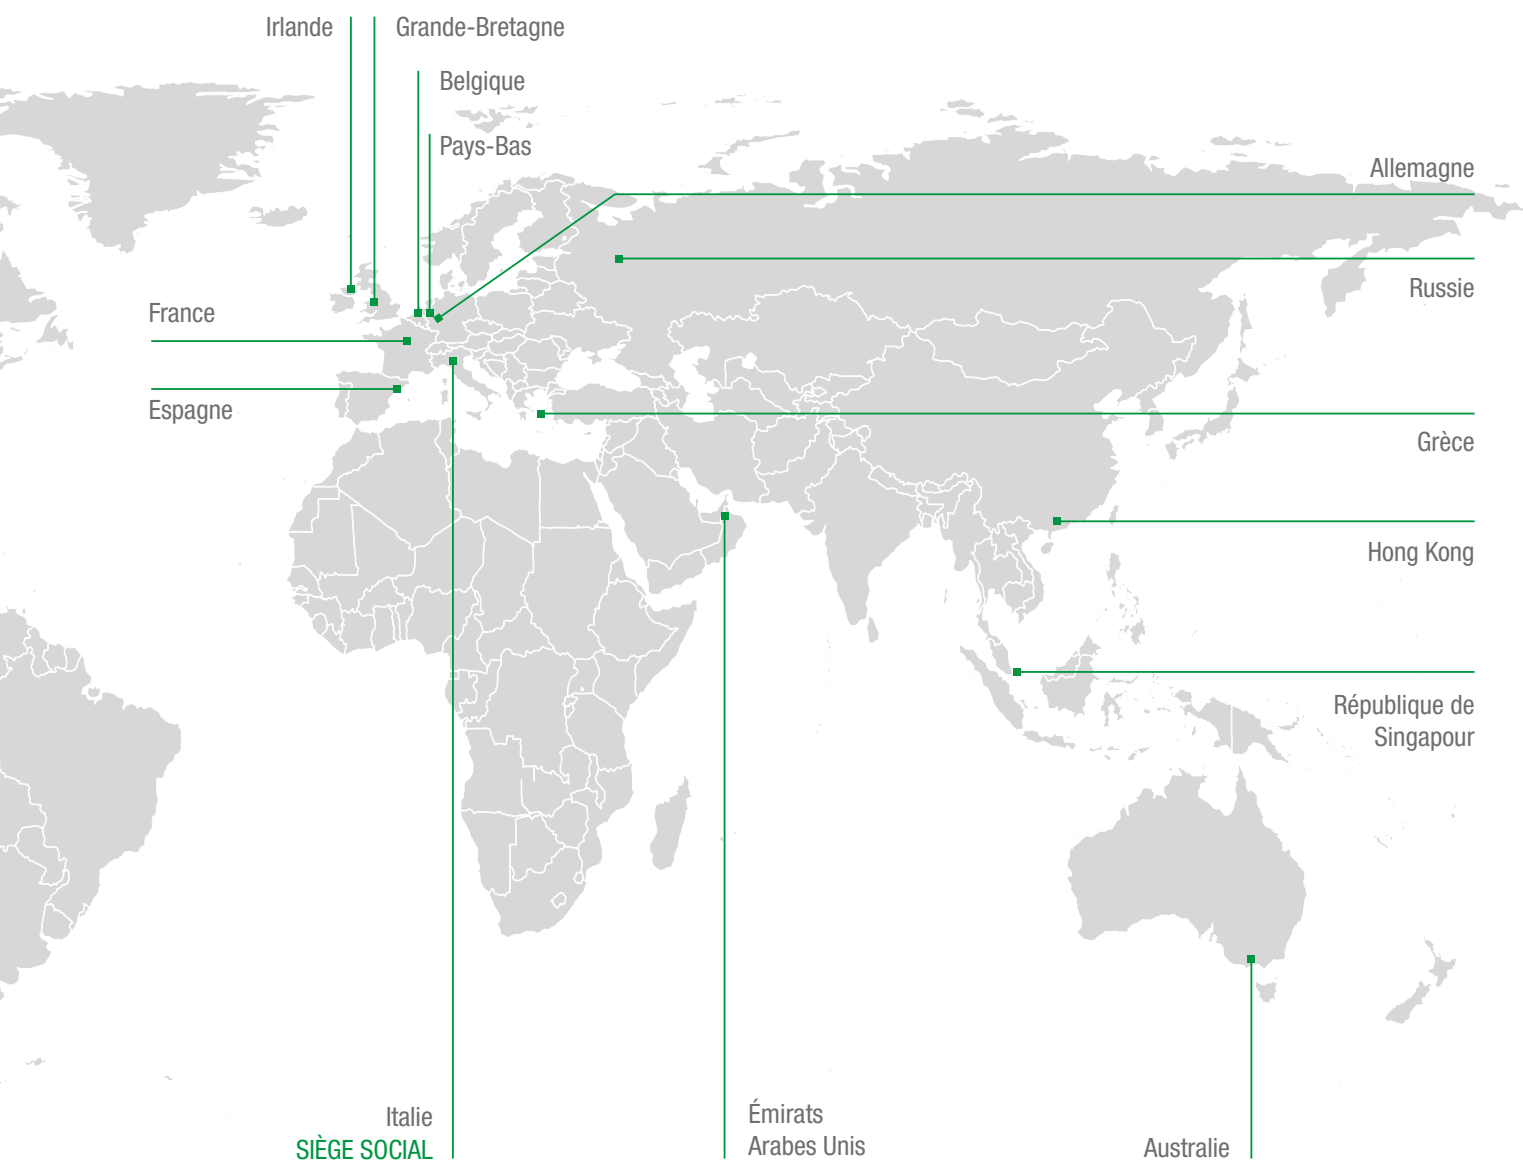 Irlande
Grande-Bretagne
Belgique
Pays-Bas
Allemagne
Russie
France
Espagne
Grèce
Hong Kong
République de
Singapour
Italie
SIÈGE SOCIAL
Émirats
Arabes Unis
Australie